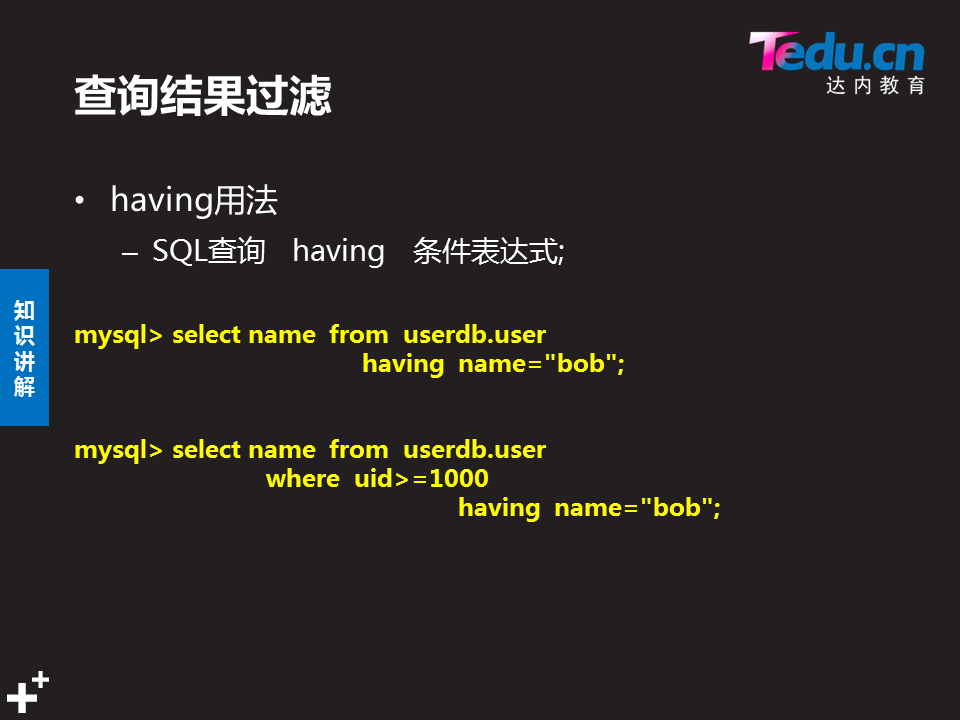 Tedu.cn
达内教育
查询结果过滤
• having用法
– SQL查询 having 条件表达式;
知识讲解
mysql> select name from userdb.user
having name="bob";
mysql> select name from userdb.user
where uid>=1000
having name="bob";